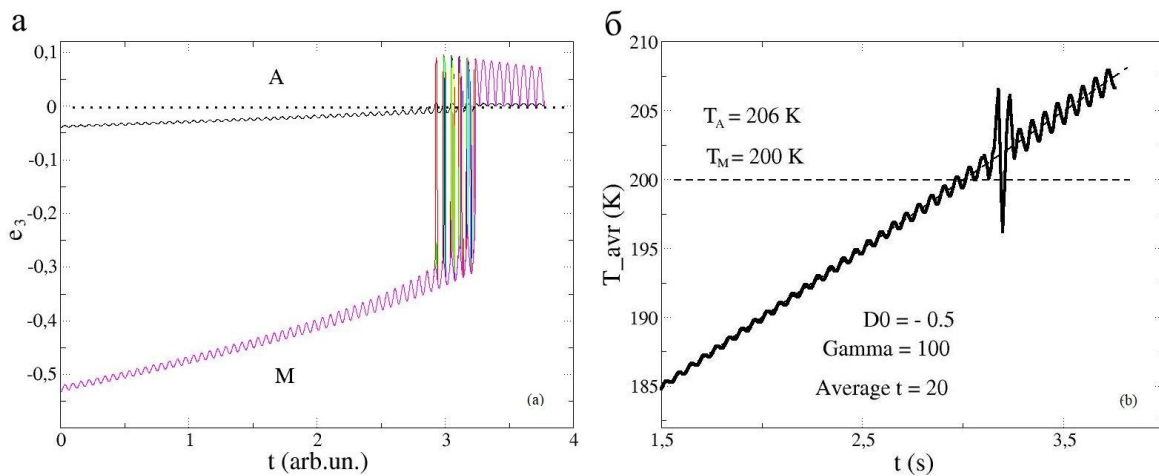 а
0,1
0
-0,1
-0,2
-0,3
-0,4
-0,5
e3
A
M
(a)
0
1
2
3
4
t (arb.un.)
б
210
205
200
195
190
185
T_avr (K)
TA = 206 K
TM = 200 K
D0 = - 0.5
Gamma = 100
Average t = 20
(b)
1,5
2,5
3,5
t (s)